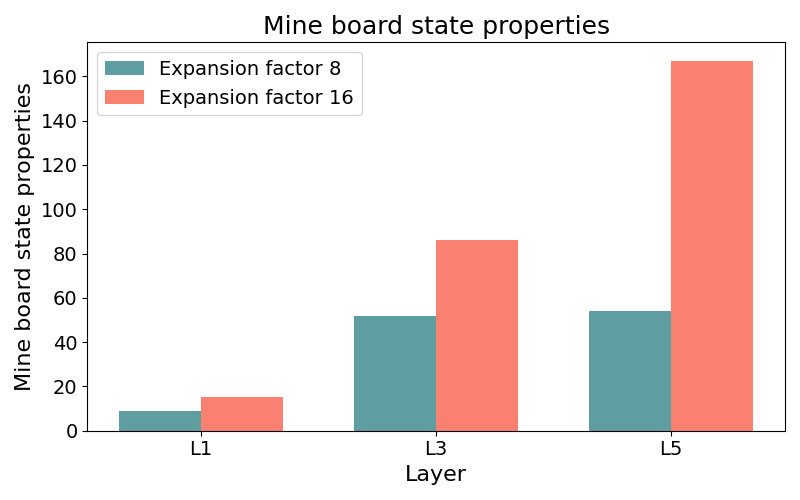 Mine board state properties
Expansion factor 8
Expansion factor 16
Mine board state properties
160
140
120
100
80
60
40
20
0
L1
L3
L5
Layer